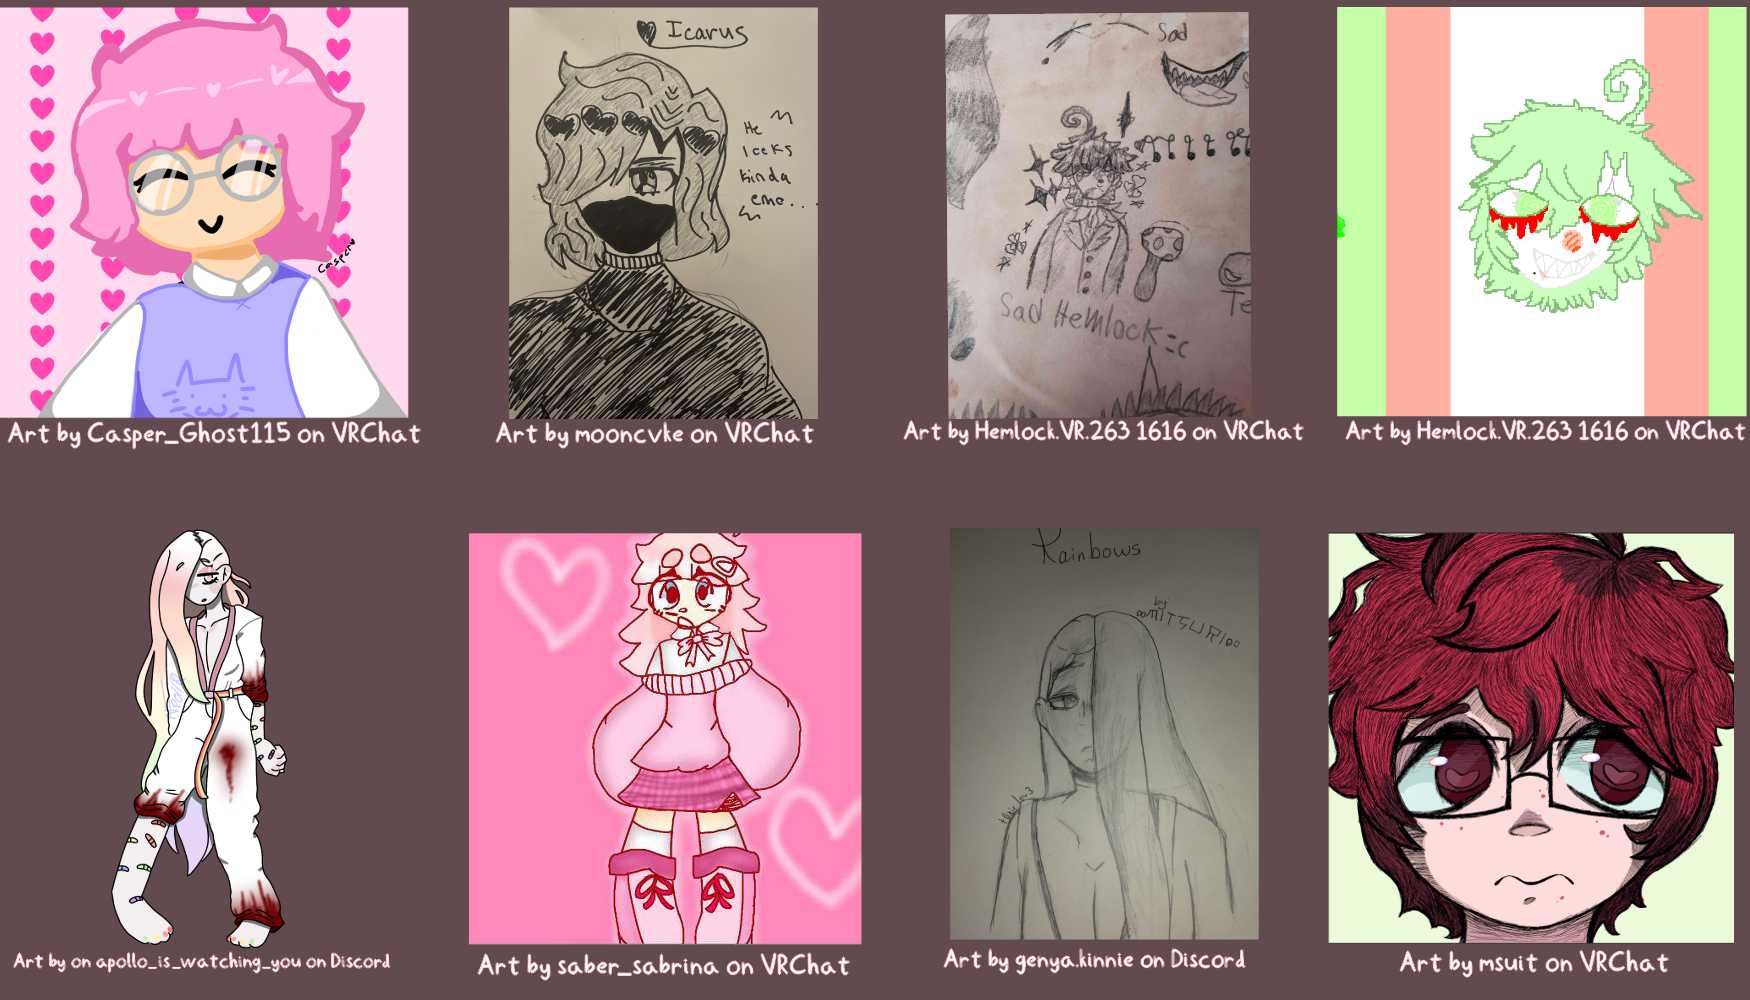 Casper
Art by Casper_Ghost115 on VRChat
Icarus
He
looks
kinda
emo...
Art by mooncvke on VRChat
Sad
Sad Hemlock =c
Te
Art by Hemlock.VR.263 1616 on VRChat
Art by Hemlock.VR.263 1616 on VRChat
Art by on apollo_is_watching_you on Discord
Art by saber_sabrina on VRChat
Rainbows
by
Art by genya.kinnie on Discord
Art by msuit on VRChat